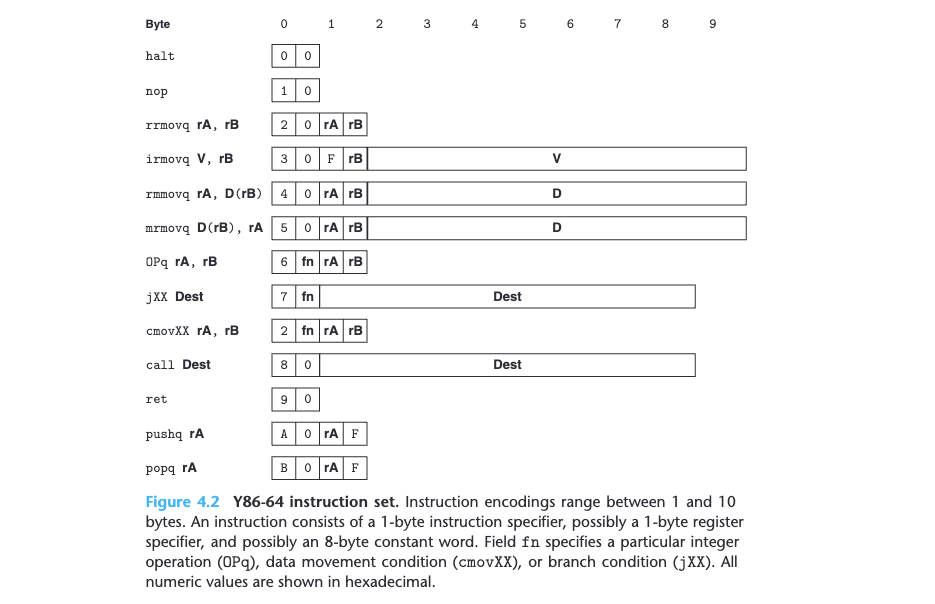 Byte 0 1 2 3 4 5 6 7 8 9
halt 0 0
nop 1 0
rrmovq rA, rB 2 0 rA rB
irmovq V, rB 3 0 F rB V
rmmovq rA, D(rB) 4 0 rA rB D
mrmovq D(rB), rA 5 0 rA rB D
OPq rA, rB 6 fn rA rB
jXX Dest 7 fn Dest
cmovXX rA, rB 2 fn rA rB
call Dest 8 0 Dest
ret 9 0
pushq rA A 0 rA F
popq rA B 0 rA F
Figure 4.2 Y86-64 instruction set. Instruction encodings range between 1 and 10
bytes. An instruction consists of a 1-byte instruction specifier, possibly a 1-byte register
specifier, and possibly an 8-byte constant word. Field fn specifies a particular integer
operation (OPq), data movement condition (cmovXX), or branch condition (jXX). All
numeric values are shown in hexadecimal.